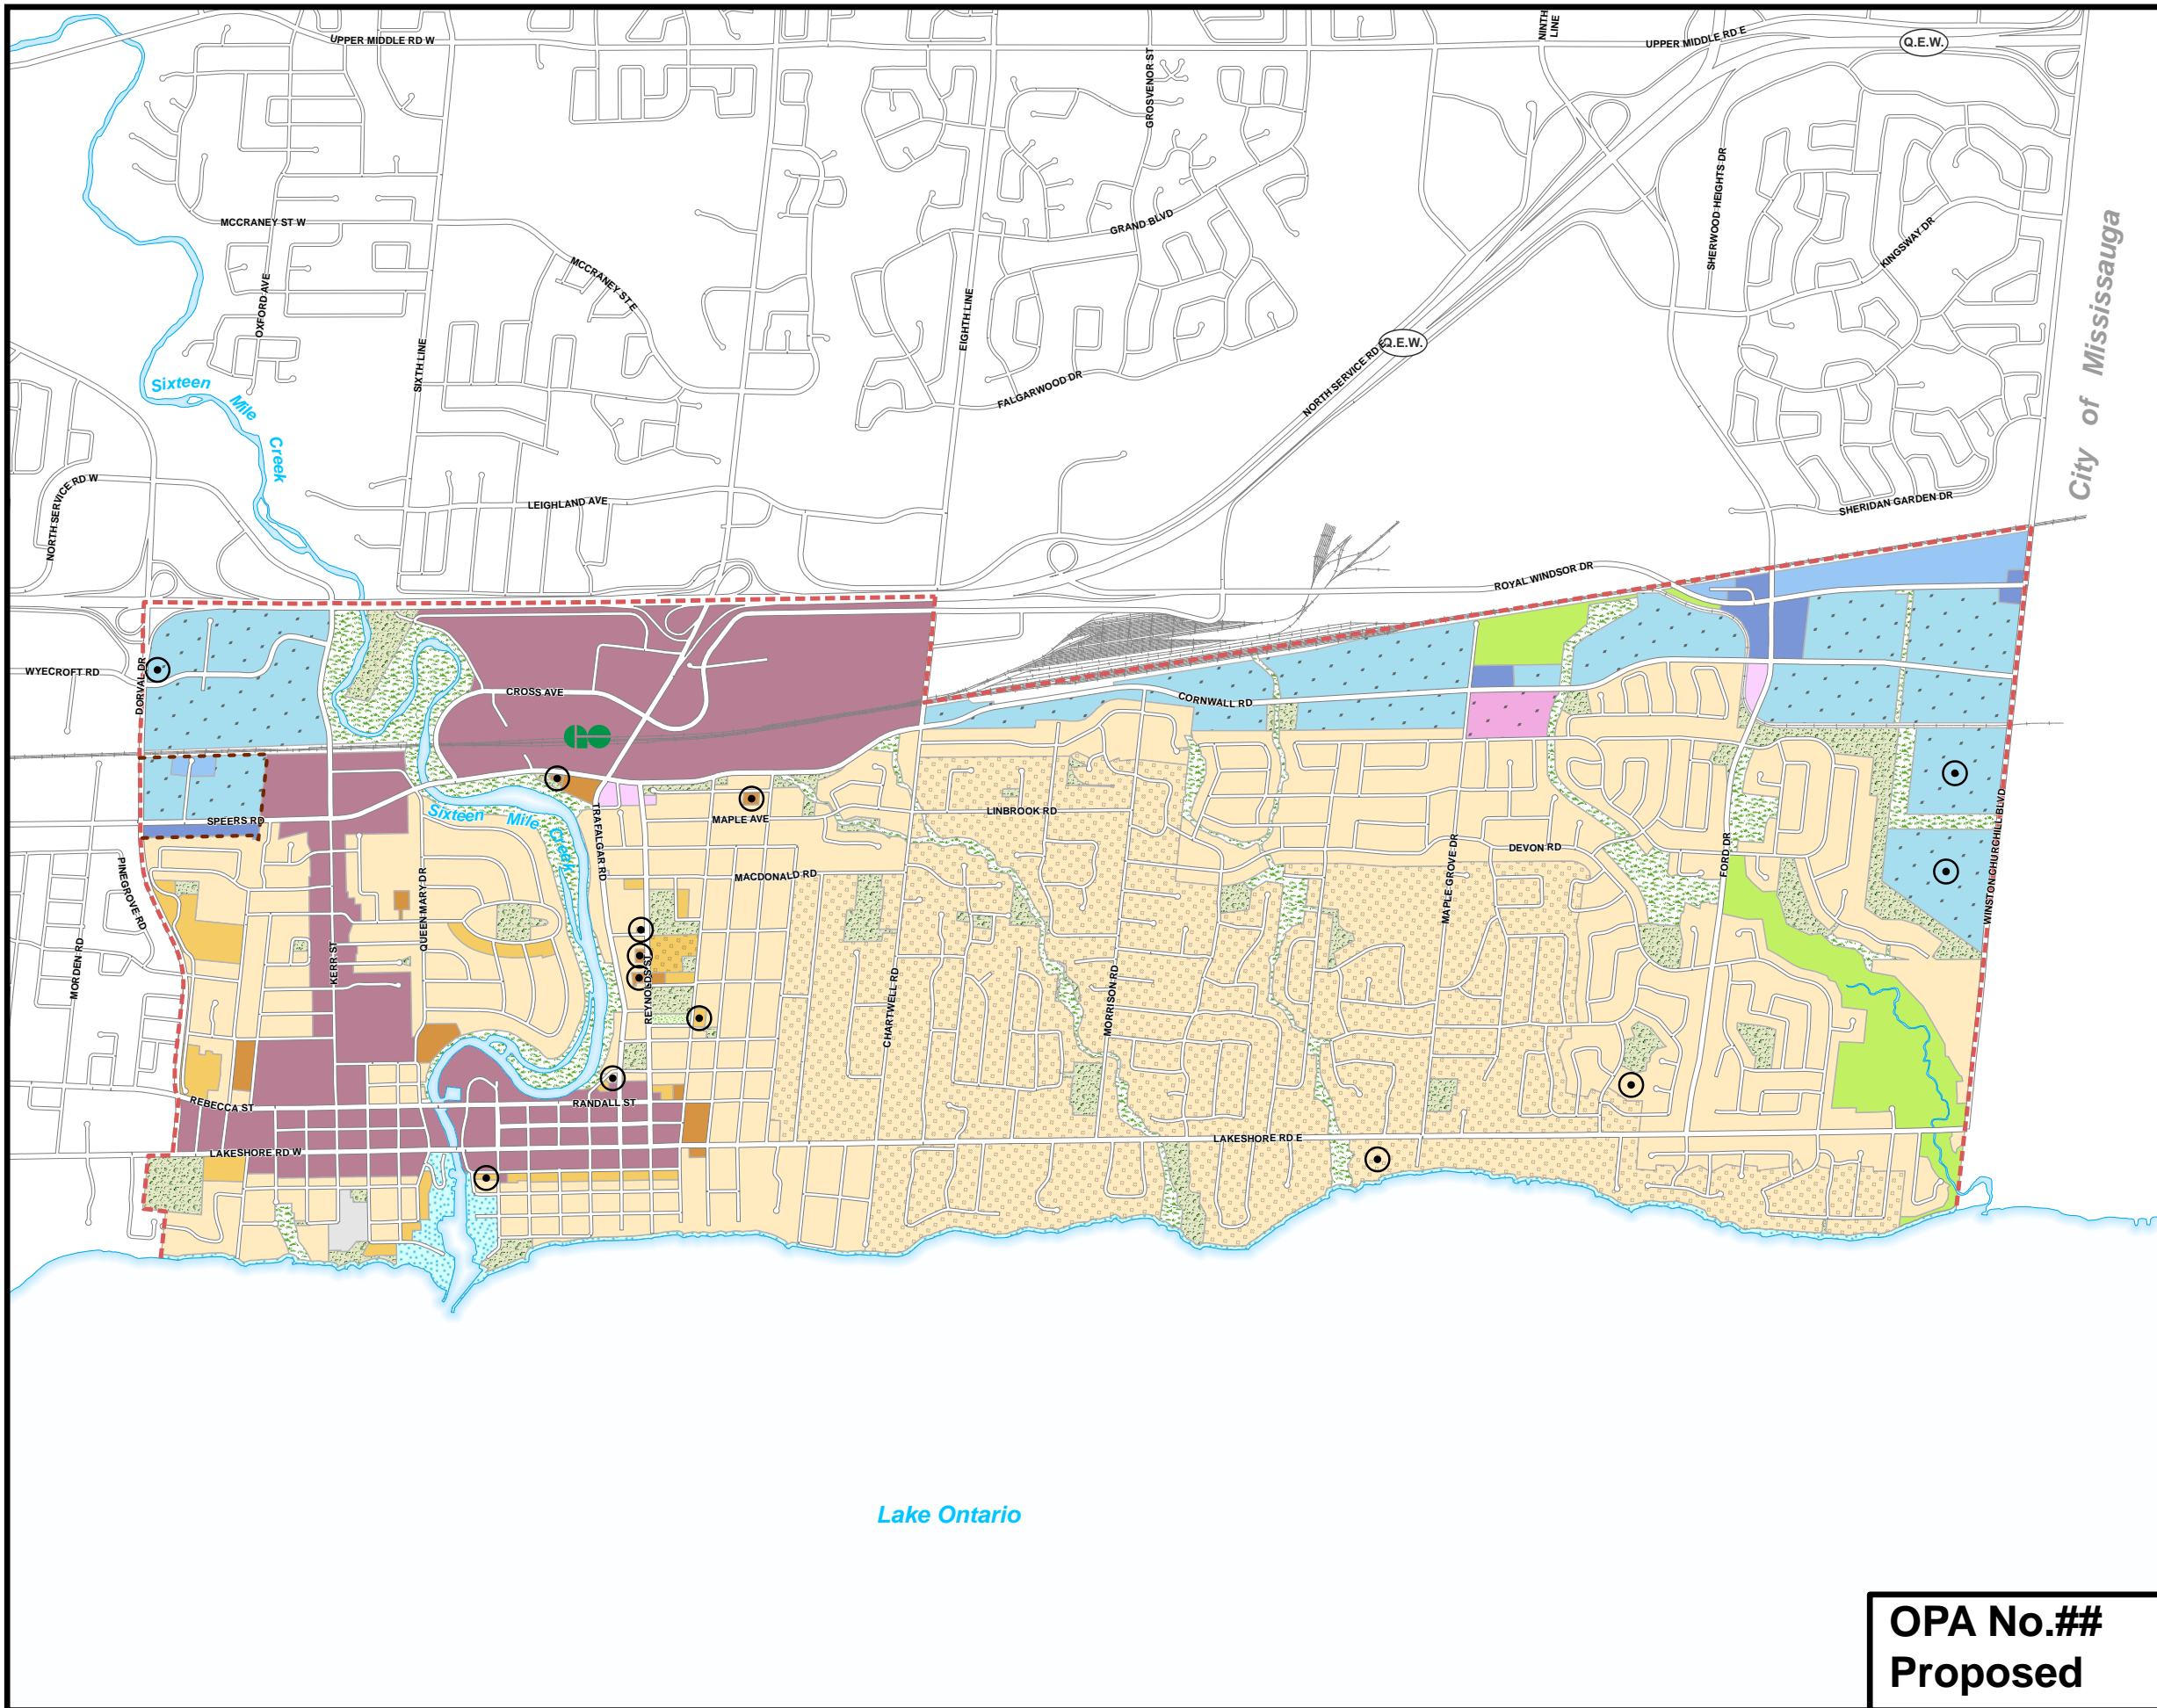 UPPER MIDDLE RD W
GROSVENOR ST
NINTH
LINE
UPPER MIDDLE RD E
Q.E.W.
SHERWOOD HEIGHTS DR
MCCRANEY ST W
GRAND BLVD
KINGSWAY DR
City of Mississauga
MCCRANEY ST E
OXFORD AVE
EIGHTH LINE
SIXTH LINE
Q.E.W.
NORTH SERVICE RD E
Sixteen
Mile
Creek
FALGARWOOD DR
NORTH SERVICE RD W
LEIGHLAND AVE
SHERIDAN GARDEN DR
ROYAL WINDSOR DR
WYECROFT RD
DORVAL DR
CROSS AVE
CORNWALL RD
GO
SPEERS RD
Sixteen Mile
Creek
TRAFALGAR RD
MAPLE AVE
LINBROOK RD
MAPLE GROVE DR
DEVON RD
FORD DR
WINSTON CHURCHILL BLVD
PINEGROVE RD
QUEEN MARY DR
MACDONALD RD
MORDEN RD
KERR ST
REYNOLDS ST
CHARTWELL RD
MORRISON RD
REBECCA ST
RANDALL ST
LAKESHORE RD W
LAKESHORE RD E
Lake Ontario
OPA No.##
Proposed